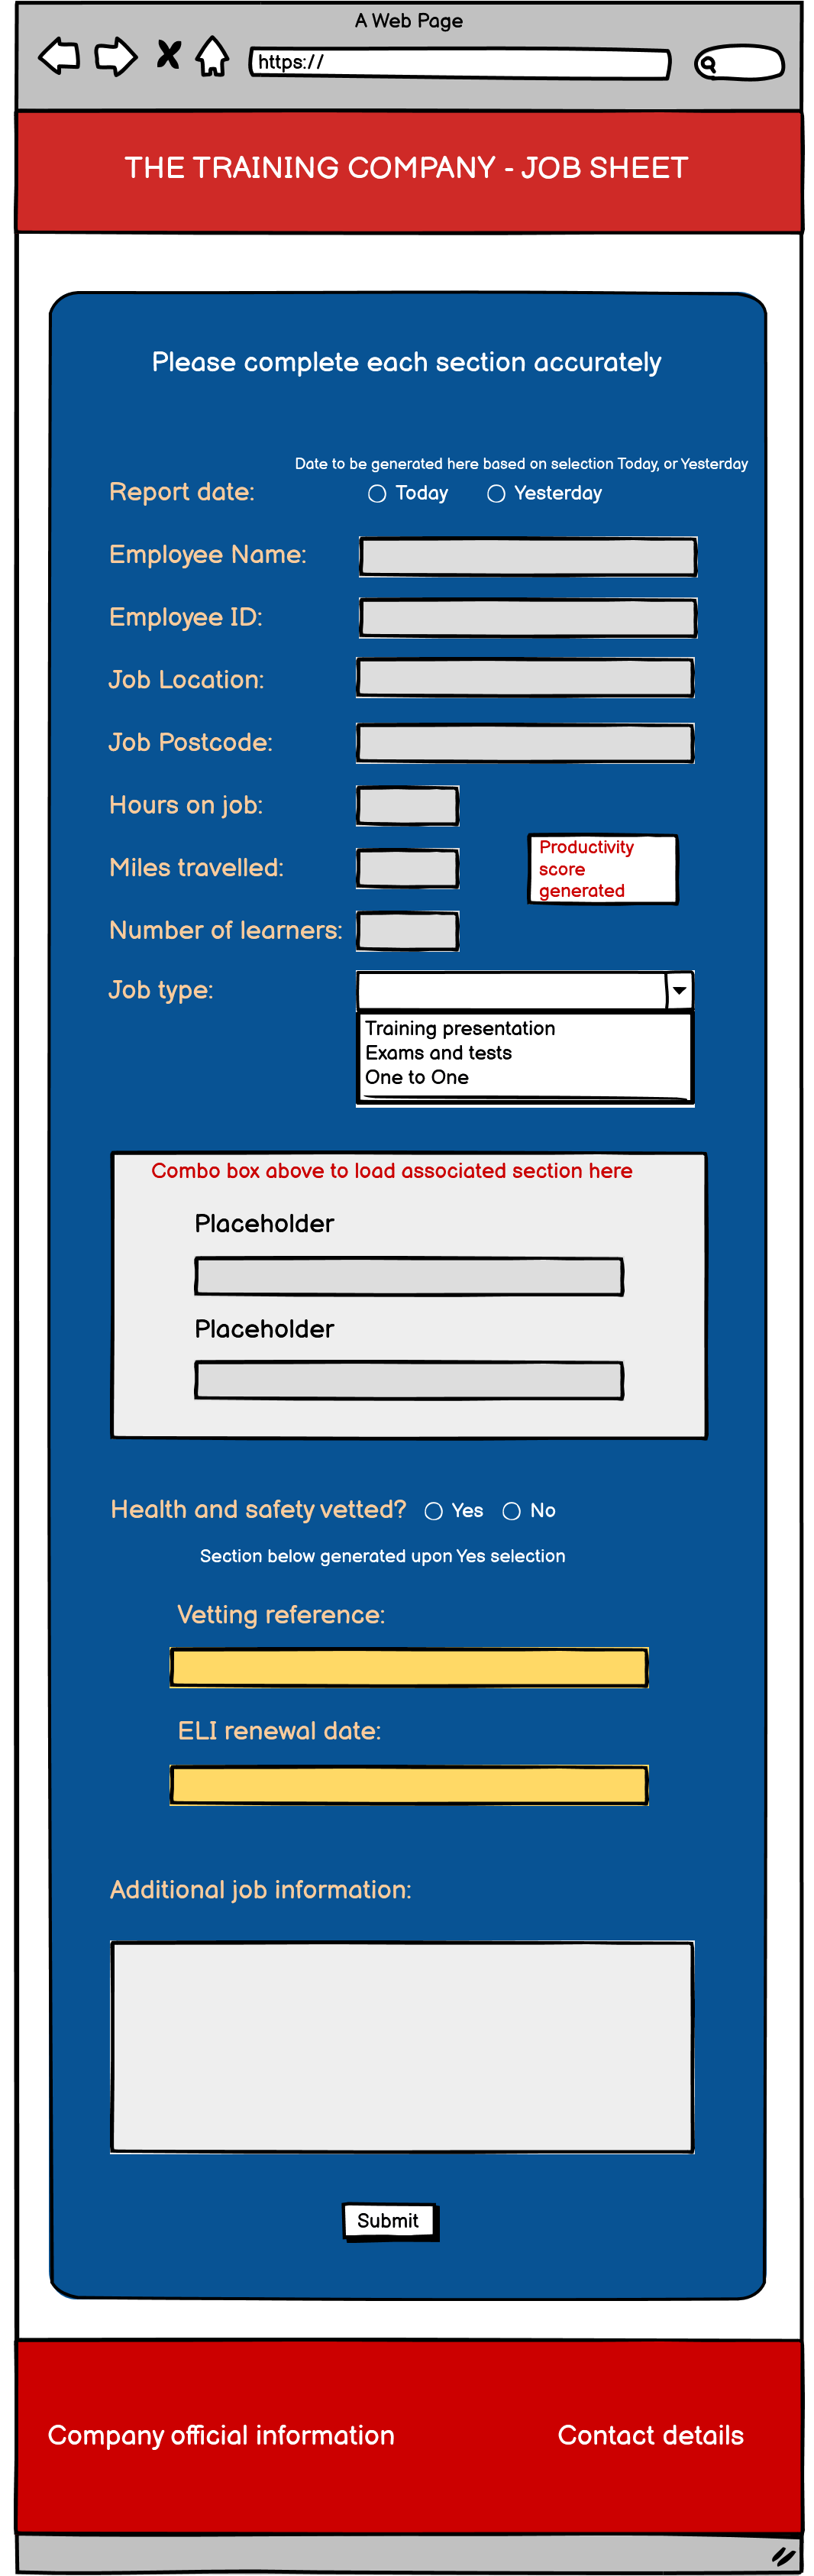 A Web Page
https://
THE TRAINING COMPANY - JOB SHEET
Please complete each section accurately
Date to be generated here based on selection Today, or Yesterday
Report date: Today Yesterday
Employee Name:
Employee ID:
Job Location:
Job Postcode:
Hours on job:
Productivity
score
generated
Miles travelled:
Number of learners:
Job type:
Training presentation
Exams and tests
One to One
Combo box above to load associated section here
Placeholder
Placeholder
Health and safety vetted? Yes No
Section below generated upon Yes selection
Vetting reference:
ELI renewal date:
Additional job information:
Submit
Company official information Contact details